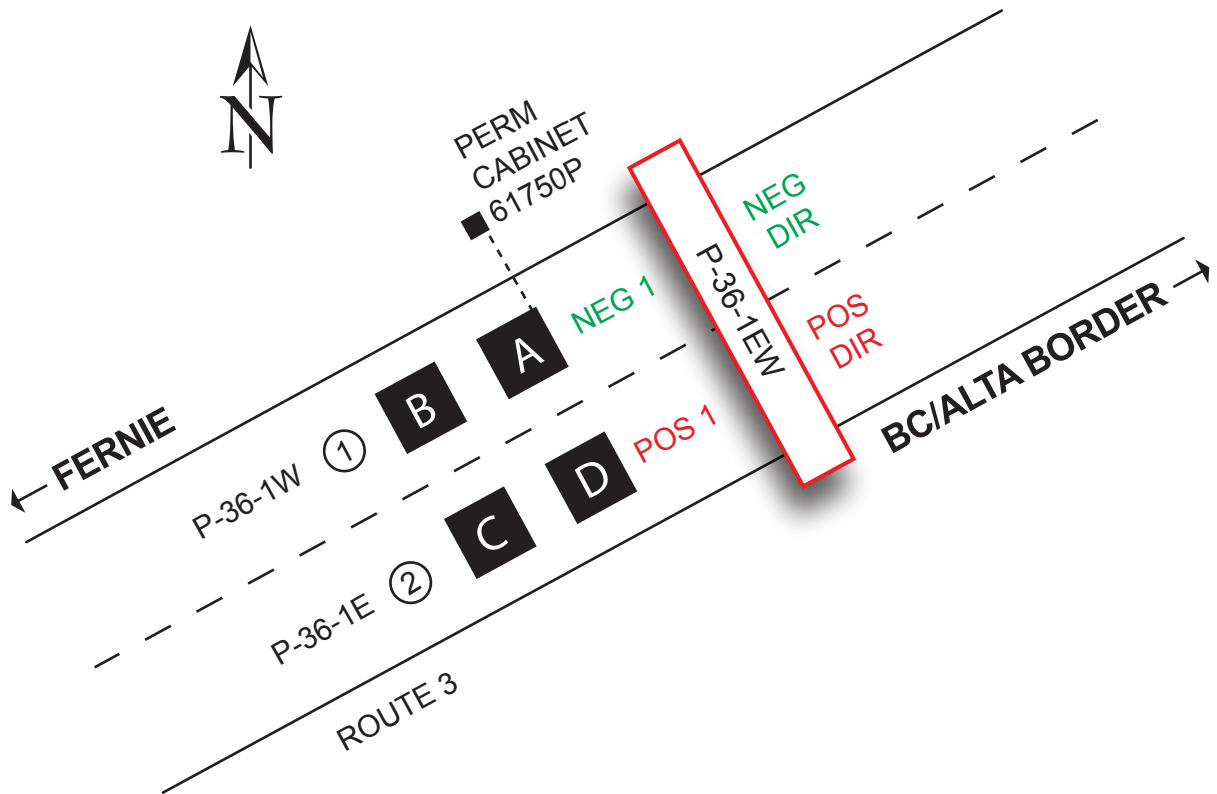 N
PERM
CABINET
61750P
NEG
DIR
P-36-1EW
NEG 1
A
B
POS
DIR
BC/ALTA BORDER
FERNIE
P-36-1W
1
POS 1
D
C
P-36-1E
2
ROUTE 3